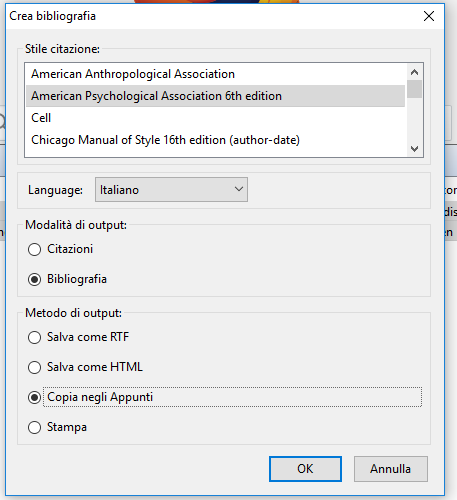 Crea bibliografia
Stile citazione:
American Anthropological Association
American Psychological Association 6th edition
Cell
Chicago Manual of Style 16th edition (author-date)
Language: Italiano
Modalità di output:
Citazioni
Bibliografia
Metodo di output:
Salva come RTF
Salva come HTML
Copia negli Appunti
Stampa
OK Annulla